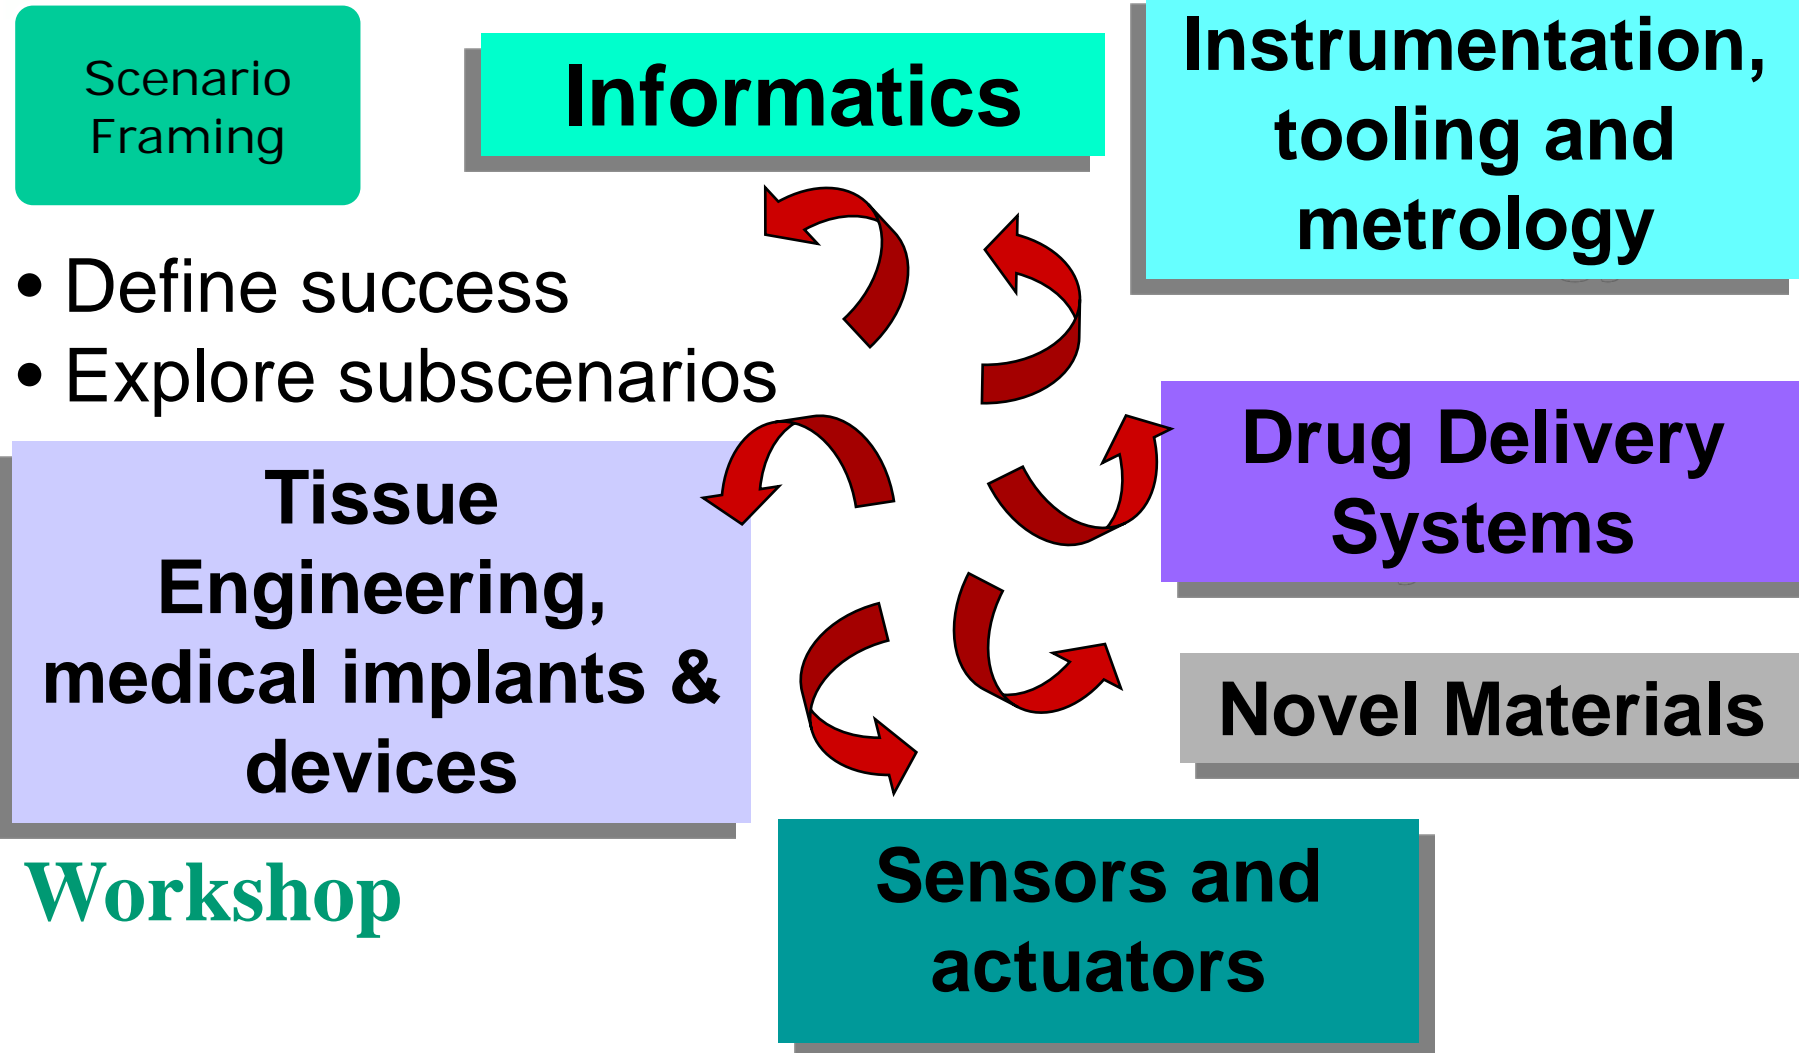 Scenario
Framing
Informatics
Instrumentation,
tooling and
metrology
• Define success
• Explore subscenarios
Drug Delivery
Systems
Tissue
Engineering,
medical implants &
devices
Novel Materials
Workshop
Sensors and
actuators